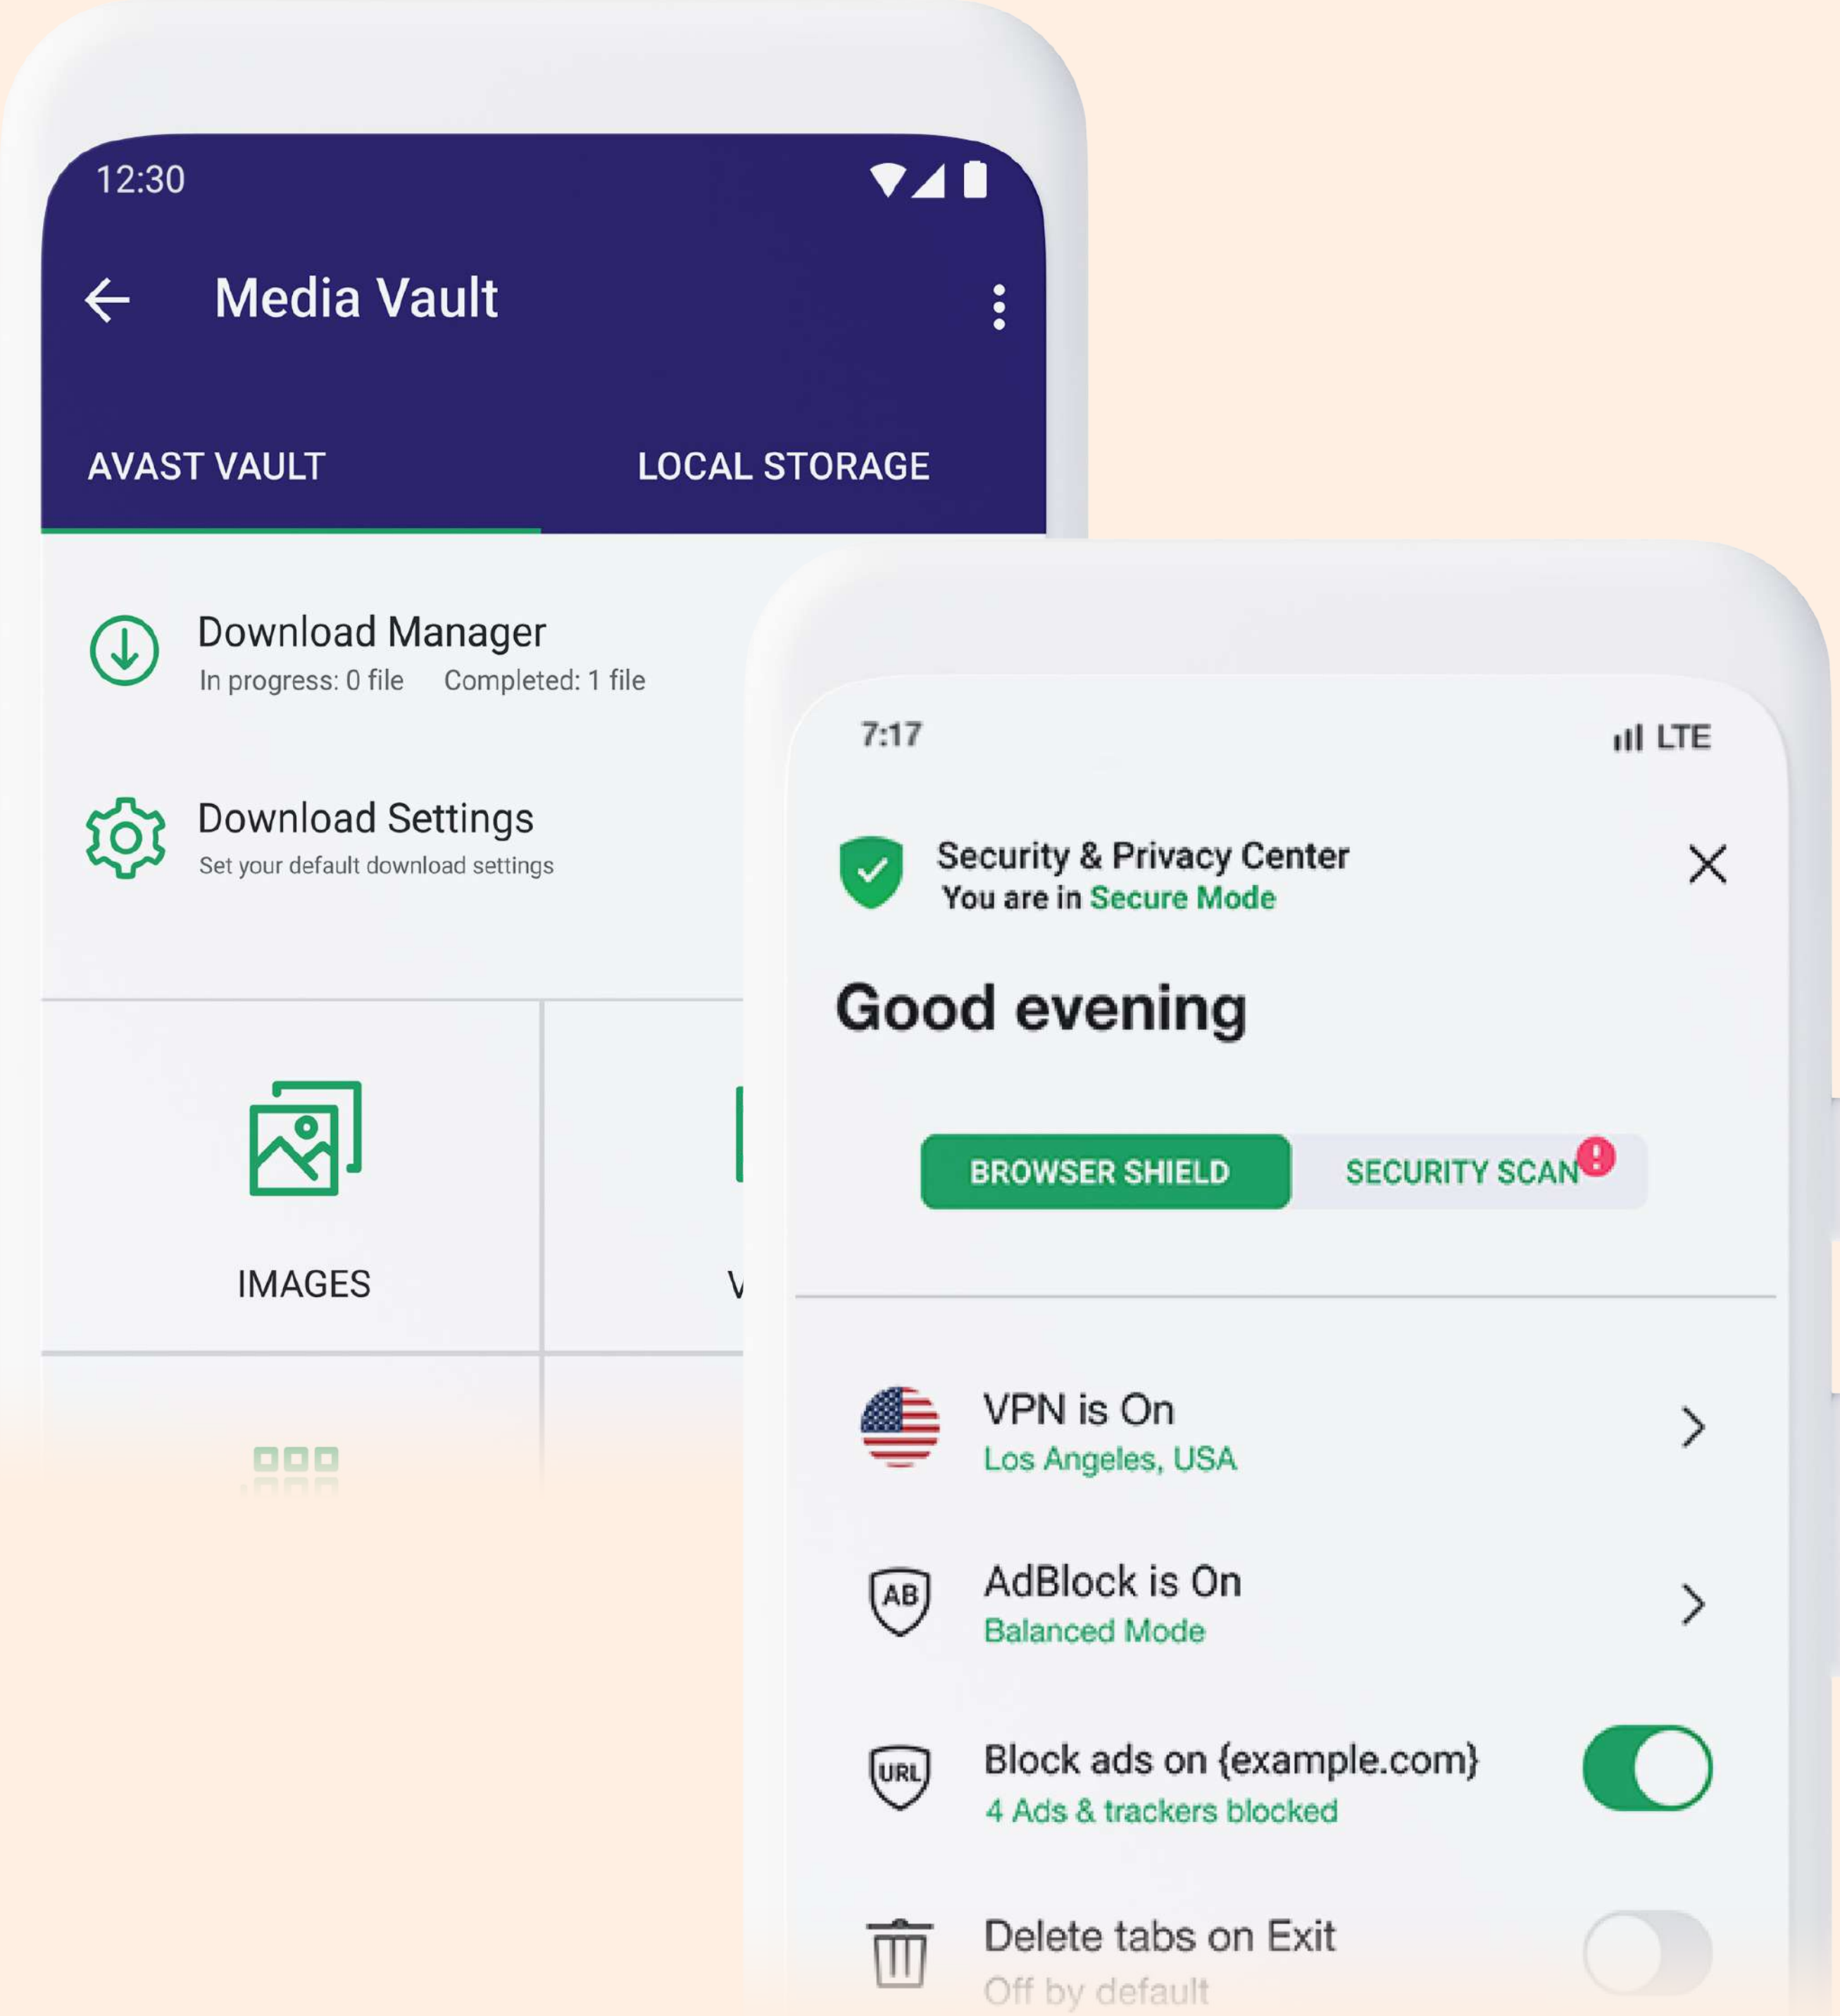 12:30
Media Vault
AVAST VAULT
LOCAL STORAGE
Download Manager
In progress: 0 file Completed: 1 file
Download Settings
Set your default download settings
IMAGES
7:17
LTE
Security & Privacy Center
You are in Secure Mode
Good evening
BROWSER SHIELD
SECURITY SCAN
!
VPN is On
Los Angeles, USA
AB
AdBlock is On
Balanced Mode
URL
Block ads on {example.com}
4 Ads & trackers blocked
Delete tabs on Exit
Off by default